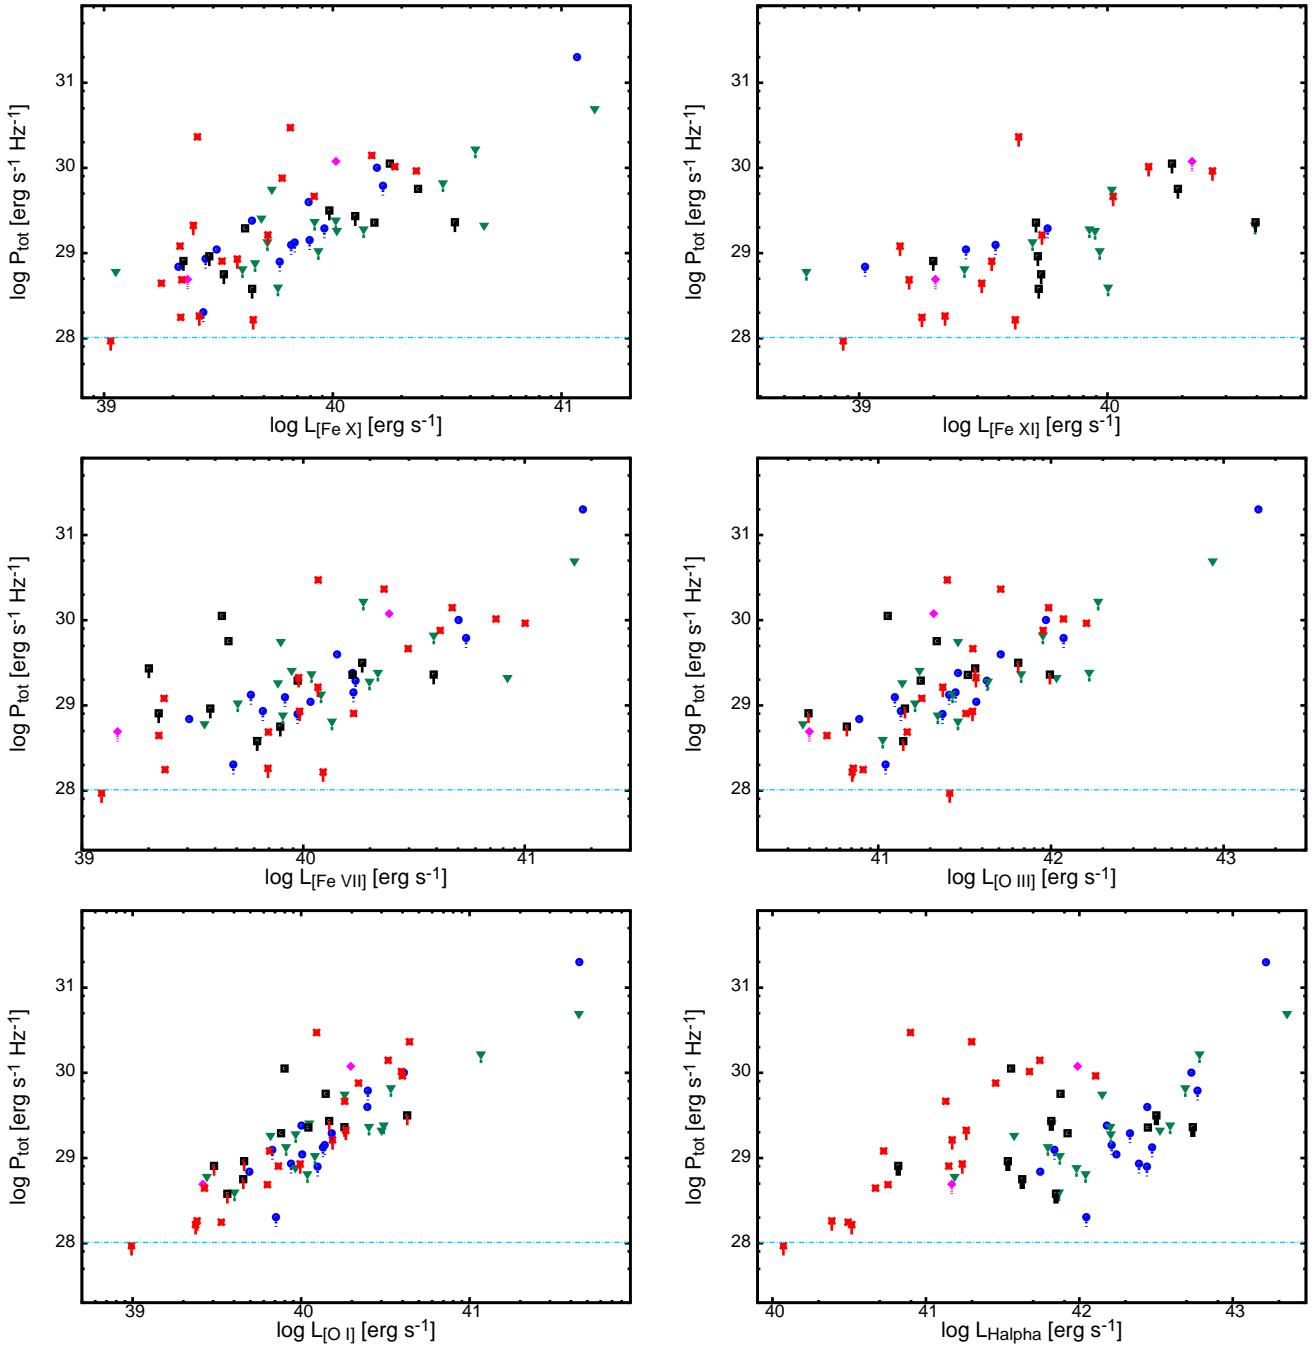 log P_tot [erg s⁻¹ Hz⁻¹]
31
30
29
28
39 40 41
log L_[Fe X] [erg s⁻¹]
log P_tot [erg s⁻¹ Hz⁻¹]
31
30
29
28
39 40
log L_[Fe XI] [erg s⁻¹]
log P_tot [erg s⁻¹ Hz⁻¹]
31
30
29
28
39 40 41
log L_[Fe VII] [erg s⁻¹]
log P_tot [erg s⁻¹ Hz⁻¹]
31
30
29
28
41 42 43
log L_[O III] [erg s⁻¹]
log P_tot [erg s⁻¹ Hz⁻¹]
31
30
29
28
39 40 41
log L_[O I] [erg s⁻¹]
log P_tot [erg s⁻¹ Hz⁻¹]
31
30
29
28
40 41 42 43
log L_Halpha [erg s⁻¹]